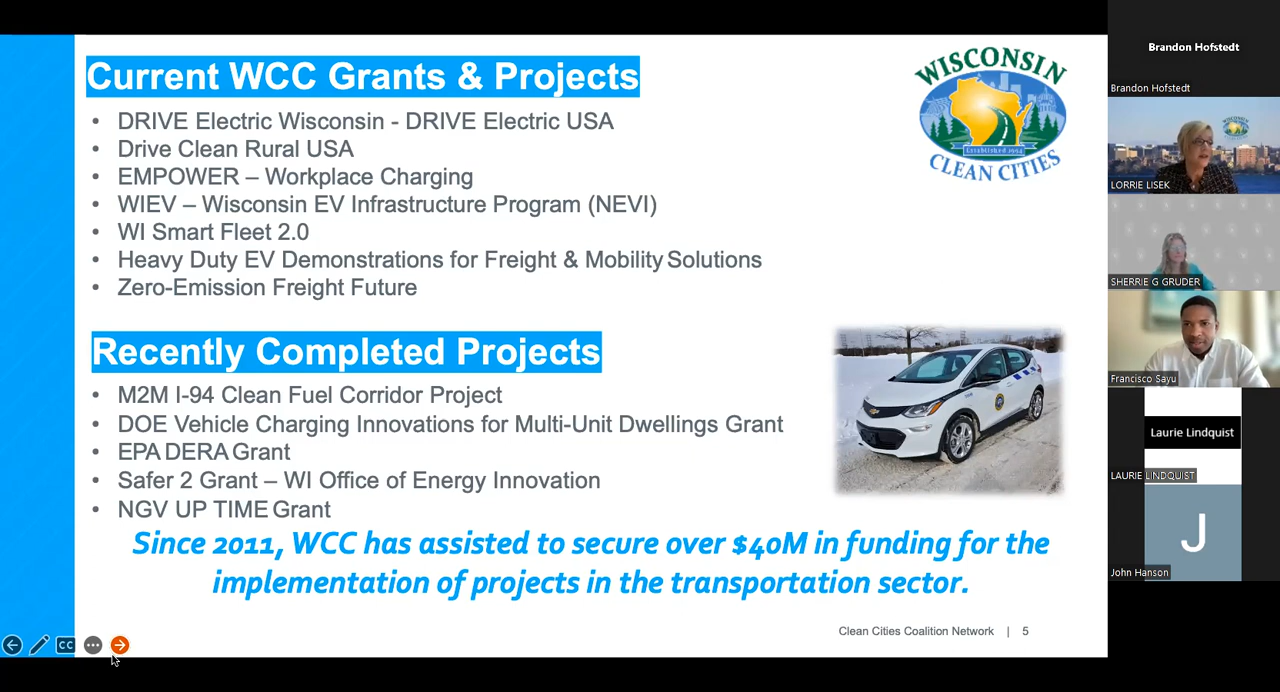 Current WCC Grants & Projects
• DRIVE Electric Wisconsin - DRIVE Electric USA
• Drive Clean Rural USA
• EMPOWER – Workplace Charging
• WIEV – Wisconsin EV Infrastructure Program (NEVI)
• WI Smart Fleet 2.0
• Heavy Duty EV Demonstrations for Freight & Mobility Solutions
• Zero-Emission Freight Future
WISCONSIN
Established 1994
CLEAN CITIES
Recently Completed Projects
• M2M I-94 Clean Fuel Corridor Project
• DOE Vehicle Charging Innovations for Multi-Unit Dwellings Grant
• EPA DERA Grant
• Safer 2 Grant – WI Office of Energy Innovation
• NGV UP TIME Grant
Since 2011, WCC has assisted to secure over $40M in funding for the
implementation of projects in the transportation sector.
Clean Cities Coalition Network | 5
CC
Brandon Hofstedt
Brandon Hofstedt
LORRIE LISEK
SHERRIE G GRUDER
Francisco Sayu
Laurie Lindquist
LAURIE LINDQUIST
J
John Hanson